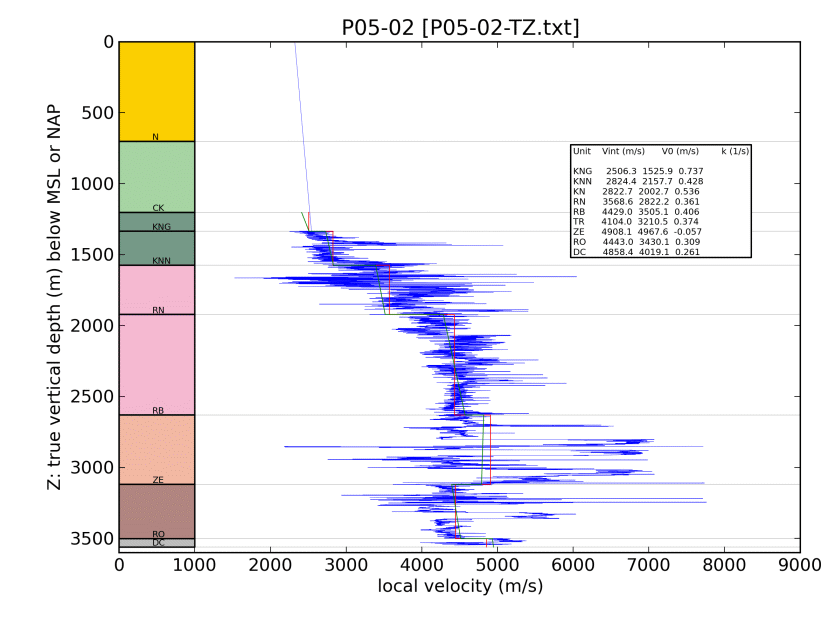 P05-02 [P05-02-TZ.txt]
0
500
1000
1500
2000
2500
3000
3500
Z: true vertical depth (m) below MSL or NAP
N
CK
KNG
KNN
RN
RB
ZE
RO
DC
Unit Vint (m/s) V0 (m/s) k (1/s)
KNG 2506.3 1525.9 0.737
KNN 2824.4 2157.7 0.428
KN 2822.7 2002.7 0.536
RN 3568.6 2822.2 0.361
RB 4429.0 3505.1 0.406
TR 4104.0 3210.5 0.374
ZE 4908.1 4967.6 -0.057
RO 4443.0 3430.1 0.309
DC 4858.4 4019.1 0.261
0 1000 2000 3000 4000 5000 6000 7000 8000 9000
local velocity (m/s)